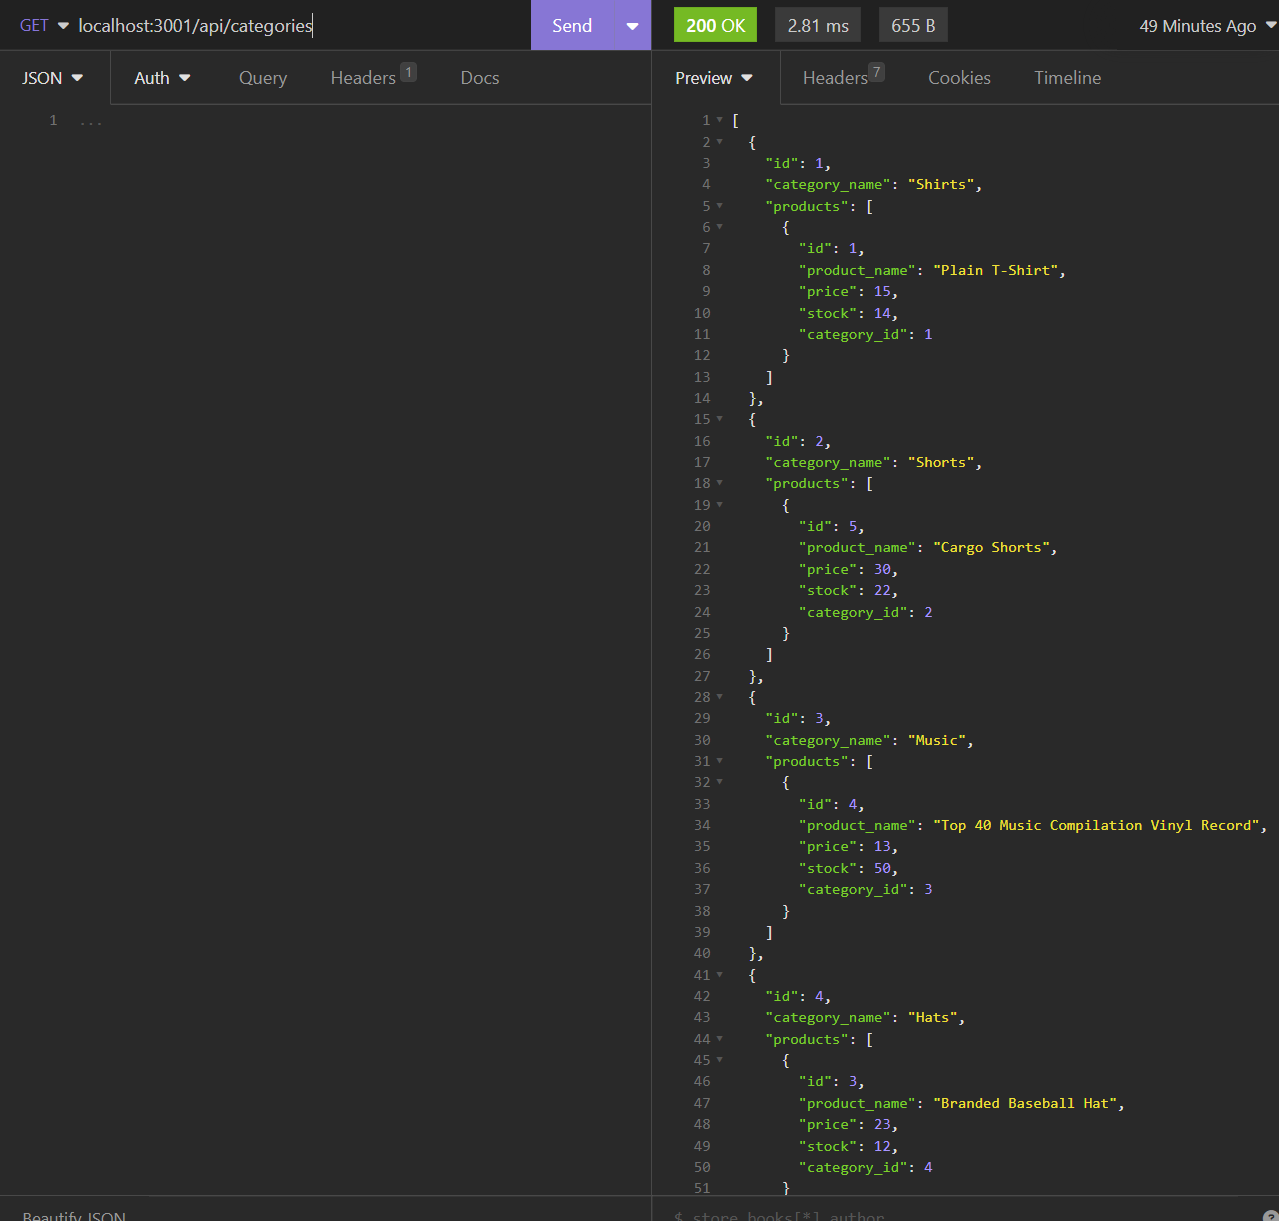 GET localhost:3001/api/categories Send 200 OK 2.81 ms 655 B 49 Minutes Ago
JSON Auth Query Headers 1 Docs Preview Headers 7 Cookies Timeline
1 ...
1 [
2 {
3 "id": 1,
4 "category_name": "Shirts",
5 "products": [
6 {
7 "id": 1,
8 "product_name": "Plain T-Shirt",
9 "price": 15,
10 "stock": 14,
11 "category_id": 1
12 }
13 ]
14 },
15 {
16 "id": 2,
17 "category_name": "Shorts",
18 "products": [
19 {
20 "id": 5,
21 "product_name": "Cargo Shorts",
22 "price": 30,
23 "stock": 22,
24 "category_id": 2
25 }
26 ]
27 },
28 {
29 "id": 3,
30 "category_name": "Music",
31 "products": [
32 {
33 "id": 4,
34 "product_name": "Top 40 Music Compilation Vinyl Record",
35 "price": 13,
36 "stock": 50,
37 "category_id": 3
38 }
39 ]
40 },
41 {
42 "id": 4,
43 "category_name": "Hats",
44 "products": [
45 {
46 "id": 3,
47 "product_name": "Branded Baseball Hat",
48 "price": 23,
49 "stock": 12,
50 "category_id": 4
51 }
Beautify JSON $.store.books[*].author ?